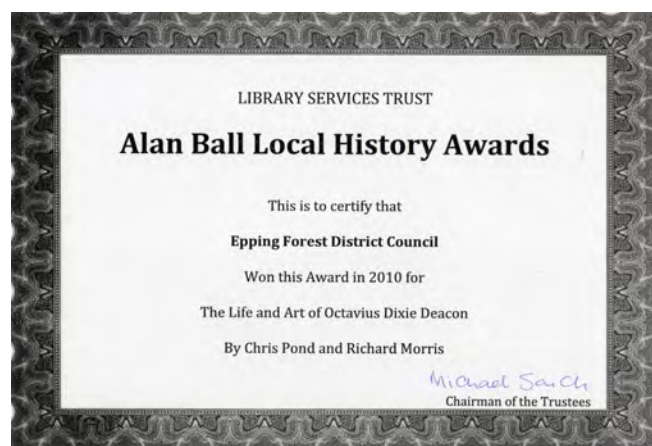 LIBRARY SERVICES TRUST
Alan Ball Local History Awards
This is to certify that
Epping Forest District Council
Won this Award in 2010 for
The Life and Art of Octavius Dixie Deacon
By Chris Pond and Richard Morris
Michael Saich
Chairman of the Trustees